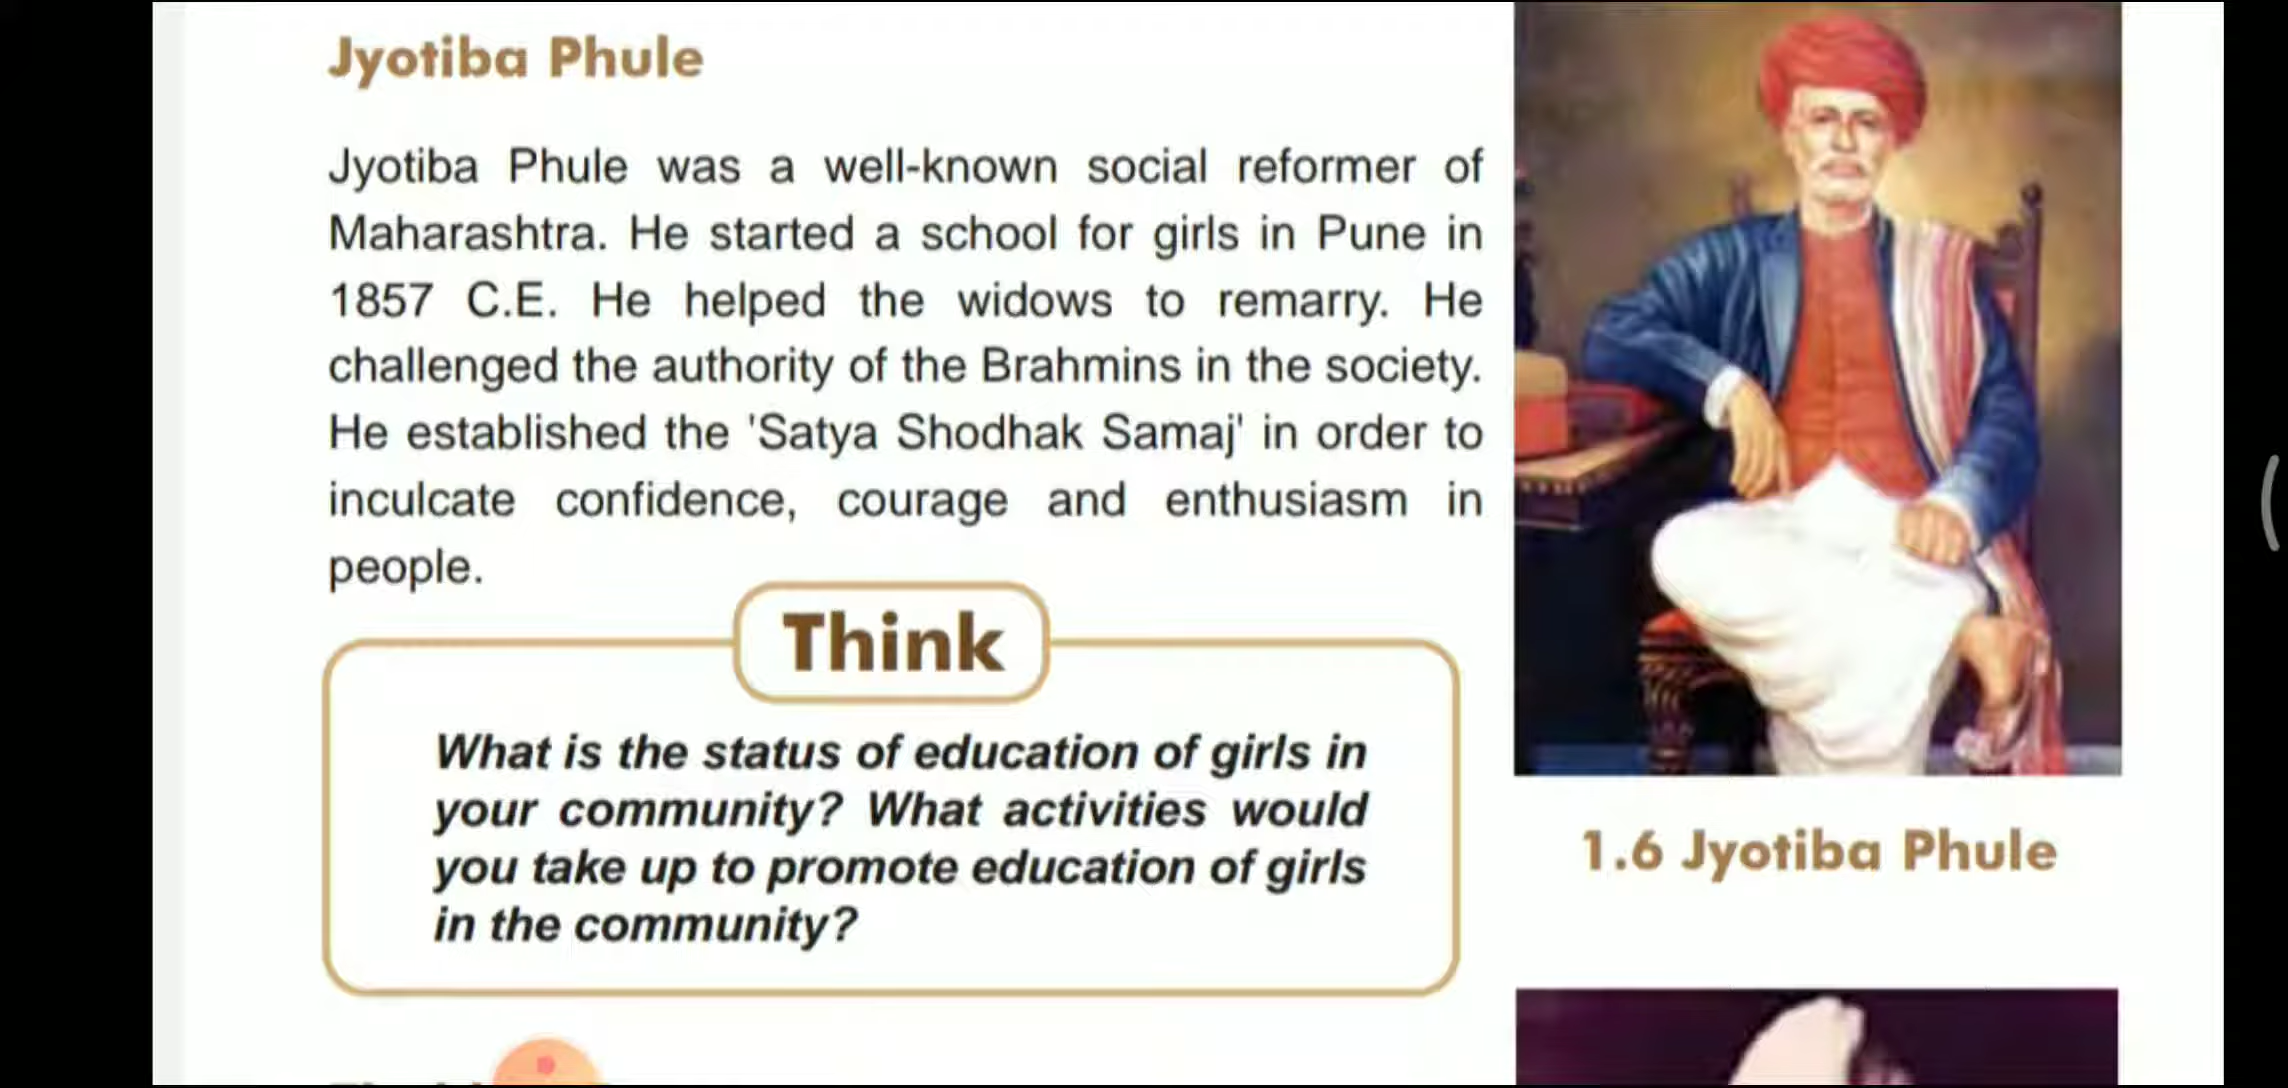 Jyotiba Phule
Jyotiba Phule was a well-known social reformer of
Maharashtra. He started a school for girls in Pune in
1857 C.E. He helped the widows to remarry. He
challenged the authority of the Brahmins in the society.
He established the 'Satya Shodhak Samaj' in order to
inculcate confidence, courage and enthusiasm in
people.
Think
What is the status of education of girls in
your community? What activities would
you take up to promote education of girls
in the community?
1.6 Jyotiba Phule